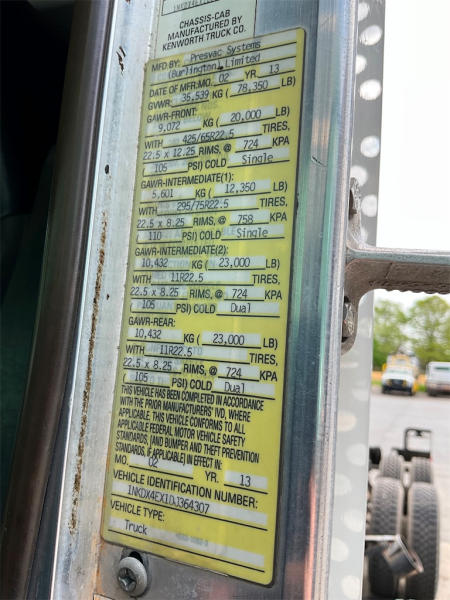 CHASSIS-CAB
MANUFACTURED BY
KENWORTH TRUCK CO.
MFD BY: Presvac Systems
(Burlington) Limited
DATE OF MFR: MO. 02 YR. 13
GVWR: 35,539 KG ( 78,350 LB)
GAWR-FRONT:
9,072 KG ( 20,000 LB)
WITH 425/65R22.5 TIRES,
22.5 x 12.25 RIMS, @ 724 KPA
( 105 PSI) COLD Single
GAWR-INTERMEDIATE(1):
5,601 KG ( 12,350 LB)
WITH 295/75R22.5 TIRES,
22.5 x 8.25 RIMS, @ 758 KPA
( 110 PSI) COLD Single
GAWR-INTERMEDIATE(2):
10,432 KG ( 23,000 LB)
WITH 11R22.5 TIRES,
22.5 x 8.25 RIMS, @ 724 KPA
( 105 PSI) COLD Dual
GAWR-REAR:
10,432 KG ( 23,000 LB)
WITH 11R22.5 TIRES,
22.5 x 8.25 RIMS, @ 724 KPA
( 105 PSI) COLD Dual
THIS VEHICLE HAS BEEN COMPLETED IN ACCORDANCE
WITH THE PRIOR MANUFACTURERS' IVD, WHERE
APPLICABLE. THIS VEHICLE CONFORMS TO ALL
APPLICABLE FEDERAL MOTOR VEHICLE SAFETY
STANDARDS, [AND BUMPER AND THEFT PREVENTION
STANDARDS, IF APPLICABLE] IN EFFECT IN:
MO. 02 YR. 13
VEHICLE IDENTIFICATION NUMBER:
1NKDX4EX1DJ364307
VEHICLE TYPE:
Truck